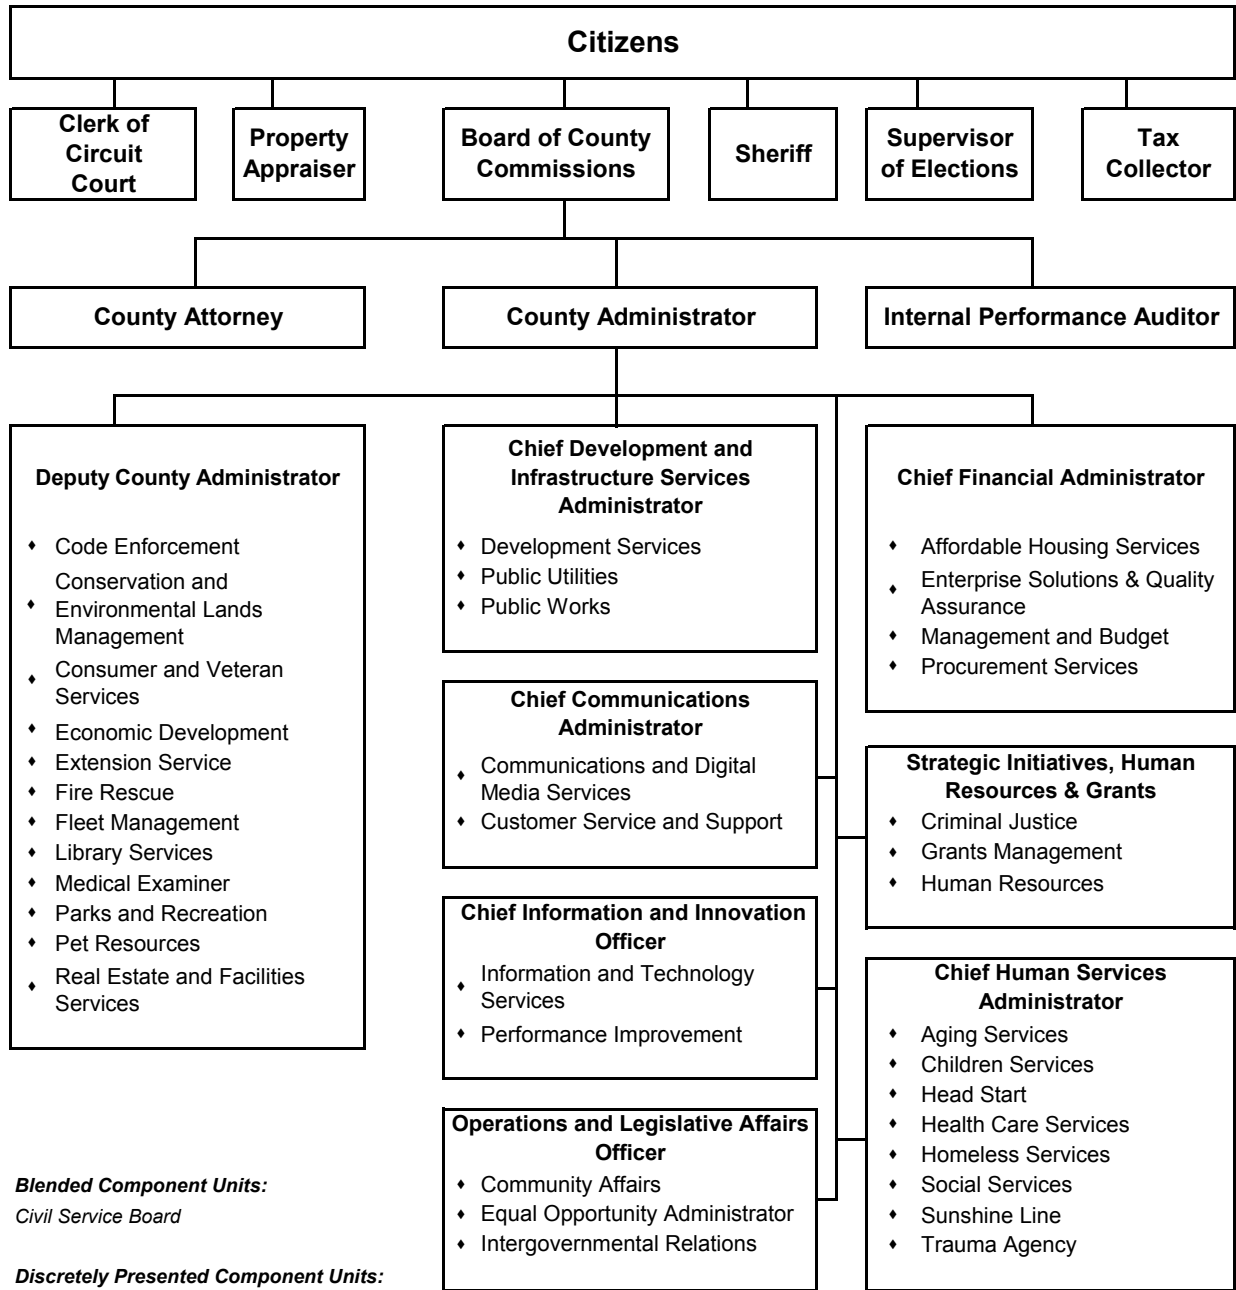 Citizens
Clerk of
Circuit
Court
Property
Appraiser
Board of County
Commissions
Sheriff
Supervisor
of Elections
Tax
Collector
County Attorney
County Administrator
Internal Performance Auditor
Deputy County Administrator
♦ Code Enforcement
Conservation and
♦ Environmental Lands
Management
♦ Consumer and Veteran
Services
♦ Economic Development
♦ Extension Service
♦ Fire Rescue
♦ Fleet Management
♦ Library Services
♦ Medical Examiner
♦ Parks and Recreation
♦ Pet Resources
♦ Real Estate and Facilities
Services
Chief Development and
Infrastructure Services
Administrator
♦ Development Services
♦ Public Utilities
♦ Public Works
Chief Communications
Administrator
♦ Communications and Digital
Media Services
♦ Customer Service and Support
Chief Information and Innovation
Officer
♦ Information and Technology
Services
♦ Performance Improvement
Operations and Legislative Affairs
Officer
♦ Community Affairs
♦ Equal Opportunity Administrator
♦ Intergovernmental Relations
Chief Financial Administrator
♦ Affordable Housing Services
♦ Enterprise Solutions & Quality
Assurance
♦ Management and Budget
♦ Procurement Services
Strategic Initiatives, Human
Resources & Grants
♦ Criminal Justice
♦ Grants Management
♦ Human Resources
Chief Human Services
Administrator
♦ Aging Services
♦ Children Services
♦ Head Start
♦ Health Care Services
♦ Homeless Services
♦ Social Services
♦ Sunshine Line
♦ Trauma Agency
Blended Component Units:
Civil Service Board
Discretely Presented Component Units: